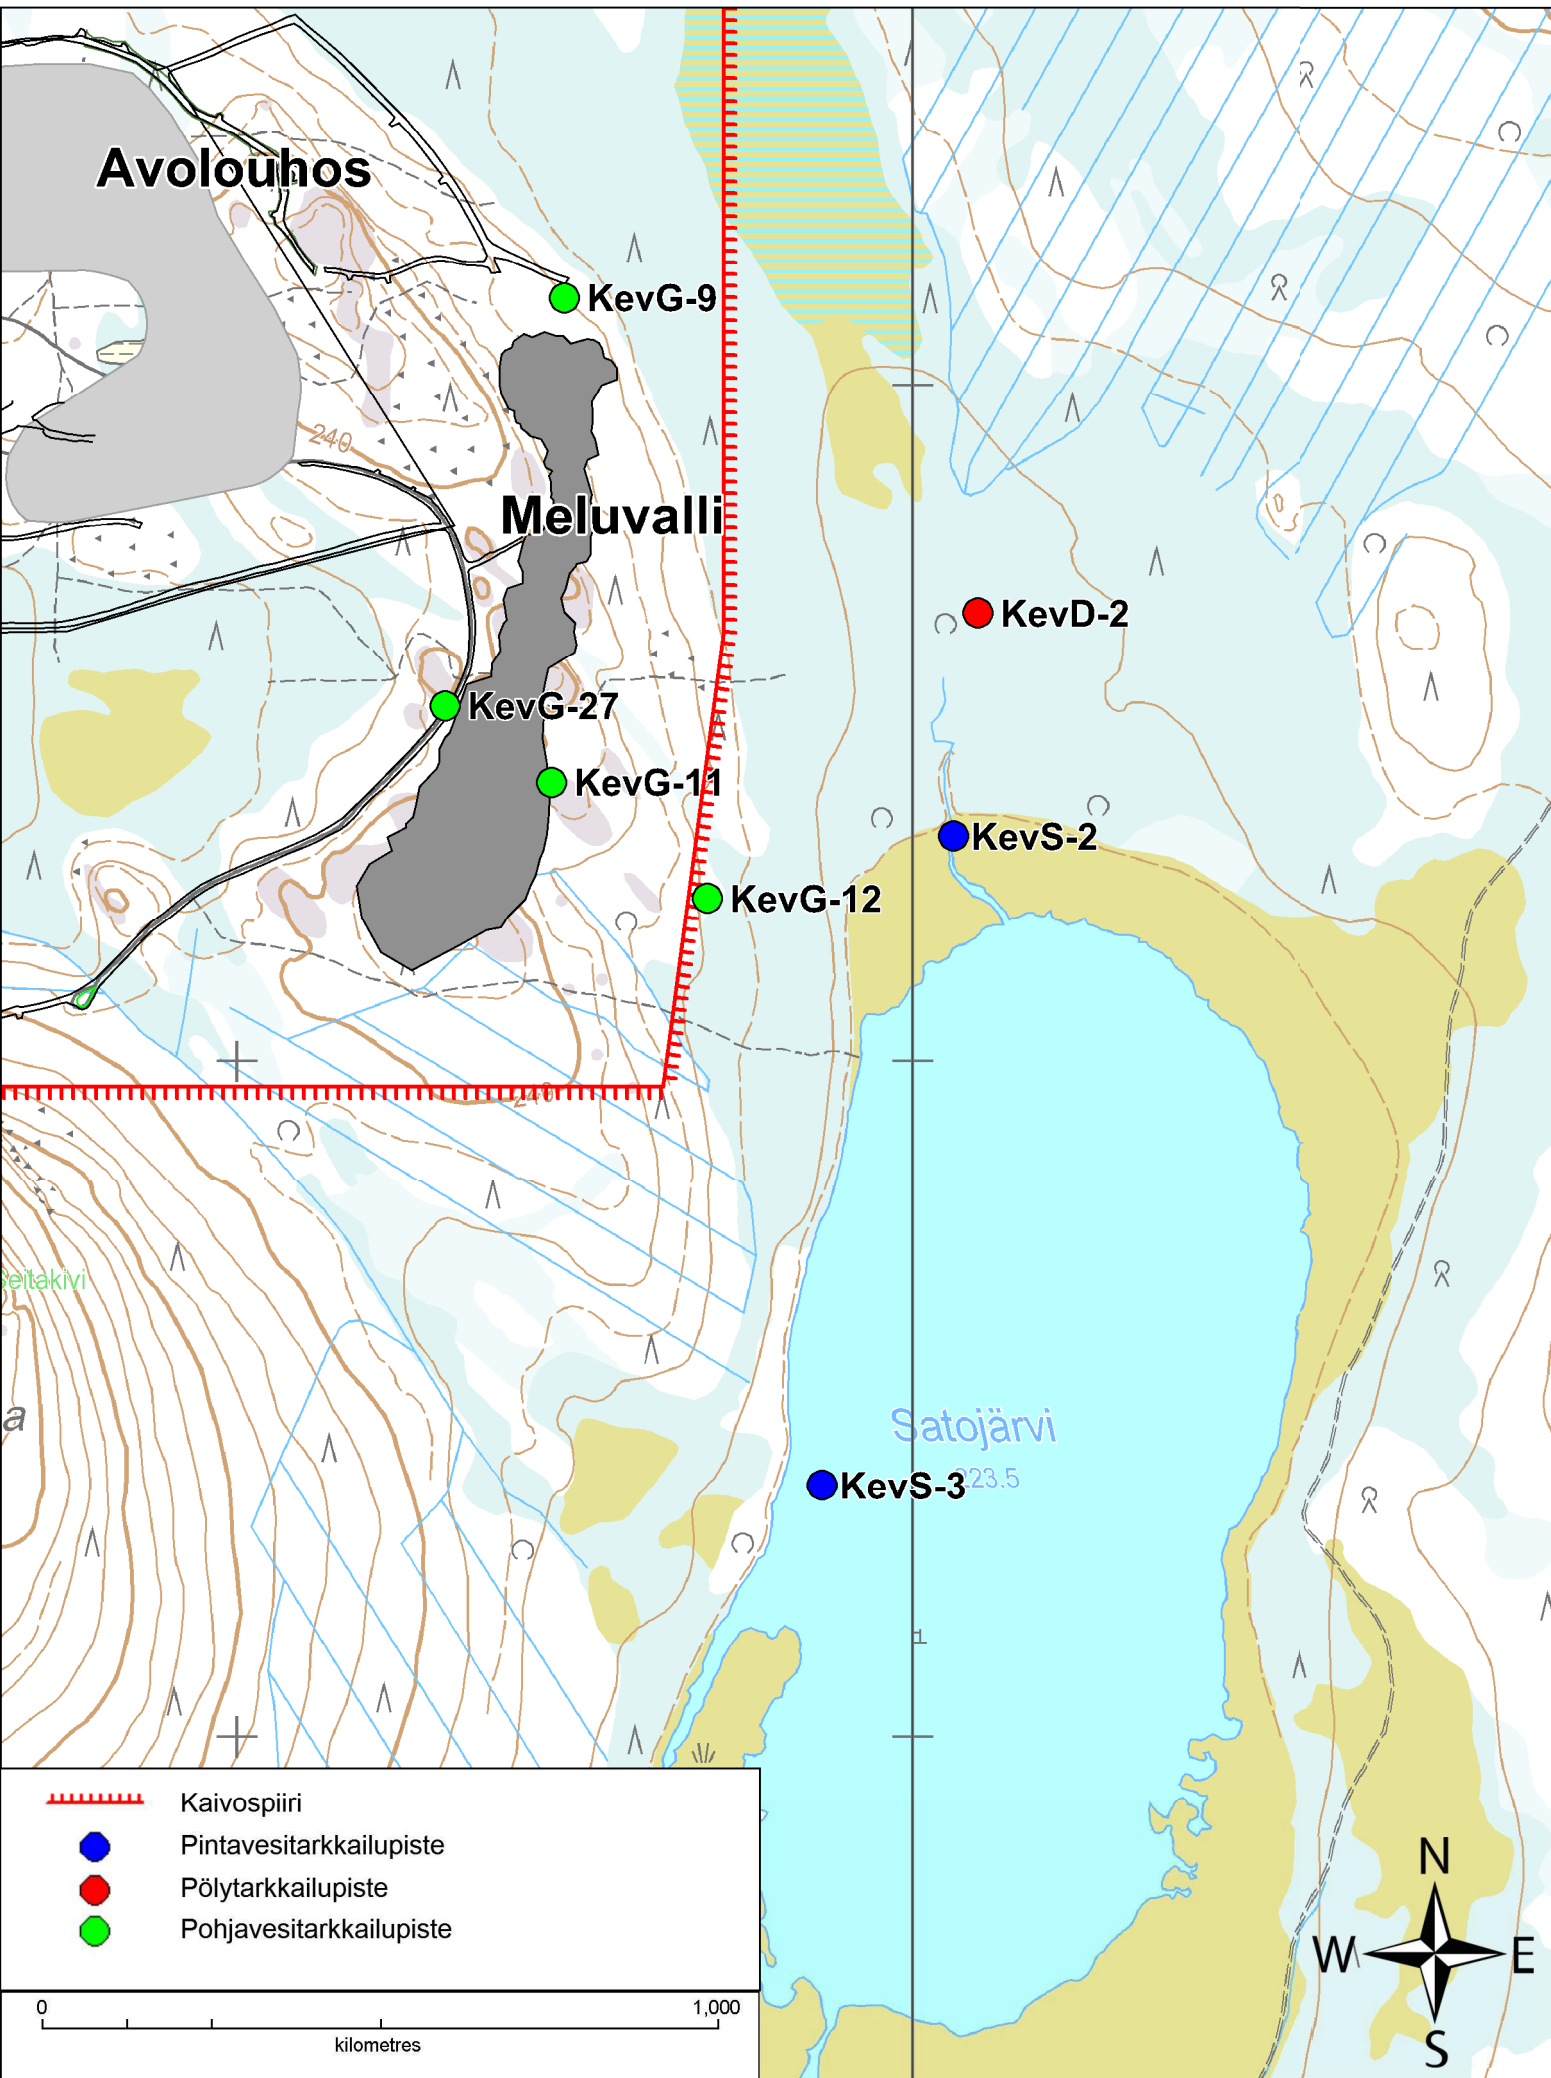 Avolouhos
KevG-9
240
Meluvalli
KevD-2
KevG-27
KevG-11
KevS-2
KevG-12
240
Seitakivi
a
Satojärvi
KevS-3
223.5
Kaivospiiri
Pintavesitarkkailupiste
Pölytarkkailupiste
Pohjavesitarkkailupiste
0 1,000
kilometres
N
W E
S